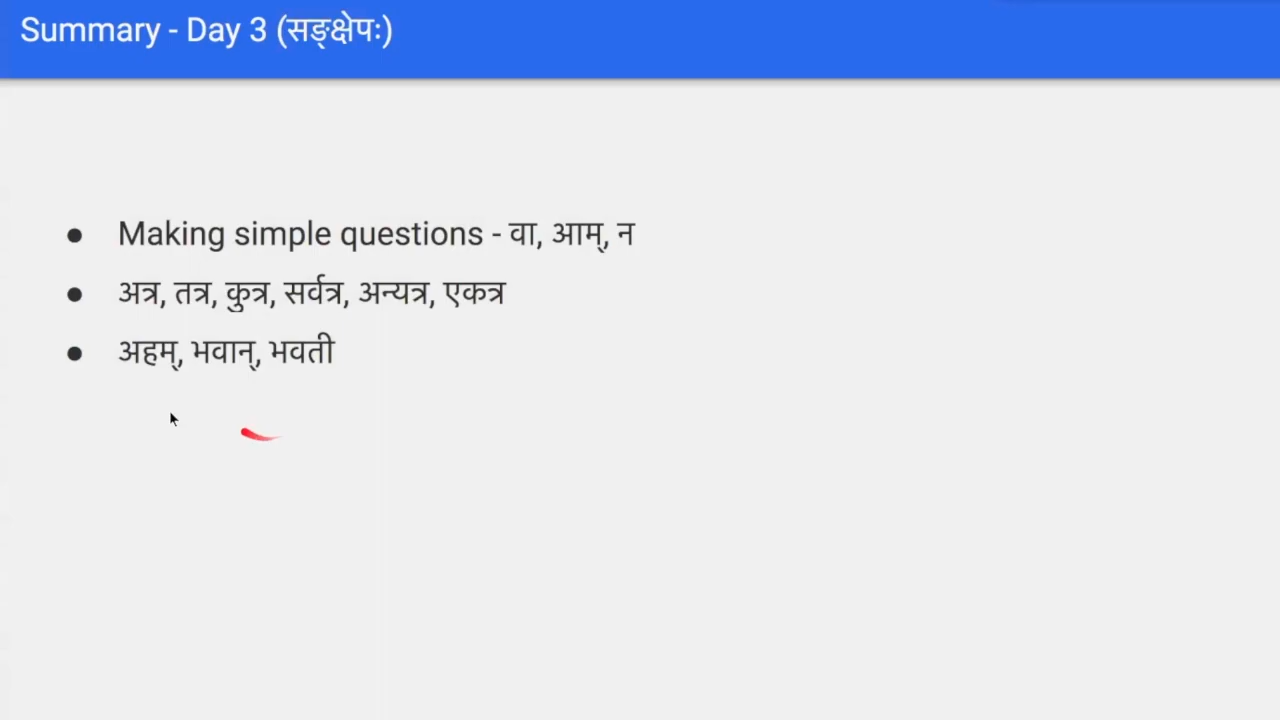 Summary - Day 3 (सङ्क्षेपः)
● Making simple questions - वा, आम्, न
● अत्र, तत्र, कुत्र, सर्वत्र, अन्यत्र, एकत्र
● अहम्, भवान्, भवती